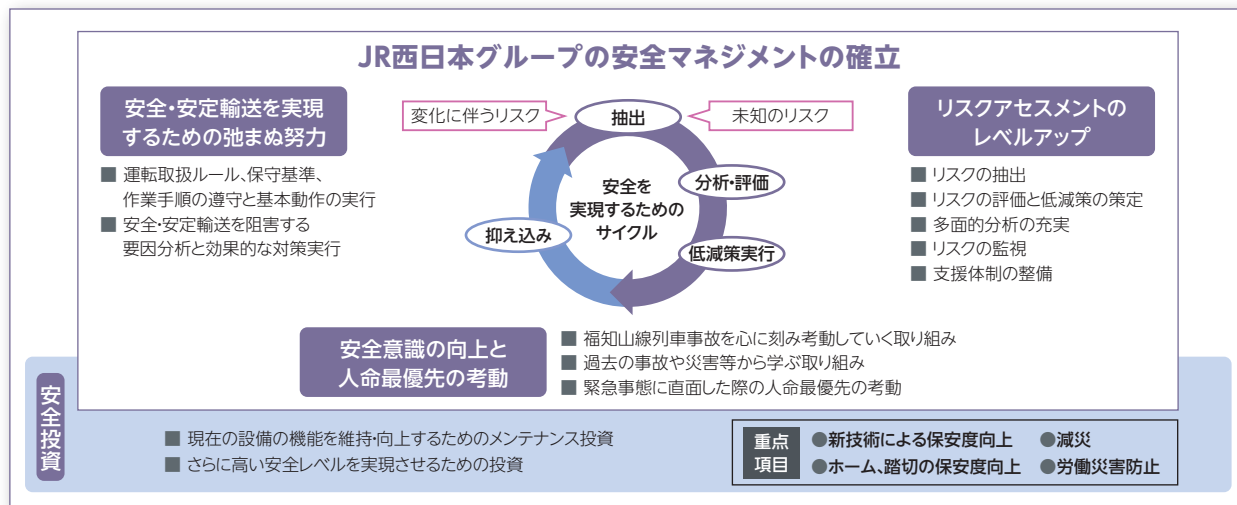 JR西日本グループの安全マネジメントの確立
安全・安定輸送を実現
するための弛まぬ努力
■ 運転取扱ルール、保守基準、
作業手順の遵守と基本動作の実行
■ 安全・安定輸送を阻害する
要因分析と効果的な対策実行
変化に伴うリスク
抽出
未知のリスク
分析・評価
安全を
実現するための
サイクル
抑え込み
低減策実行
リスクアセスメントの
レベルアップ
■ リスクの抽出
■ リスクの評価と低減策の策定
■ 多面的分析の充実
■ リスクの監視
■ 支援体制の整備
安全意識の向上と
人命最優先の考動
■ 福知山線列車事故を心に刻み考動していく取り組み
■ 過去の事故や災害等から学ぶ取り組み
■ 緊急事態に直面した際の人命最優先の考動
安全投資
■ 現在の設備の機能を維持・向上するためのメンテナンス投資
■ さらに高い安全レベルを実現させるための投資
重点
項目
●新技術による保安度向上 ●減災
●ホーム、踏切の保安度向上 ●労働災害防止